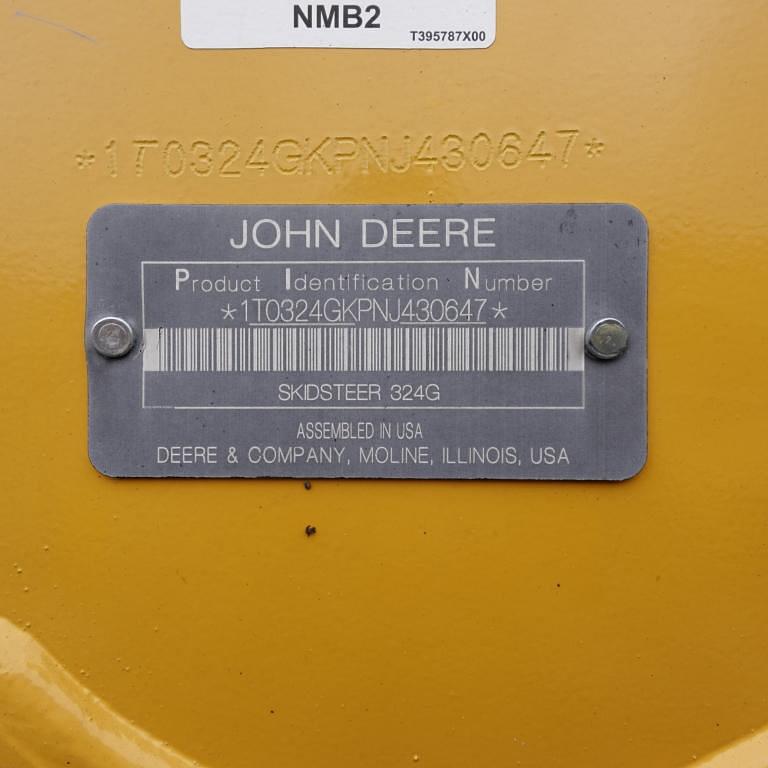 NMB2
T395787X00
*1T0324GKPNJ430647*
JOHN DEERE
Product Identification Number
*1T0324GKPNJ430647*
SKIDSTEER 324G
ASSEMBLED IN USA
DEERE & COMPANY, MOLINE, ILLINOIS, USA